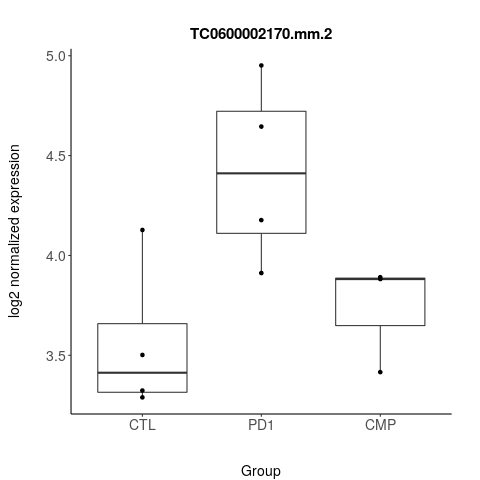 TC0600002170.mm.2
log2 normalized expression
5.0
4.5
4.0
3.5
CTL
PD1
CMP
Group